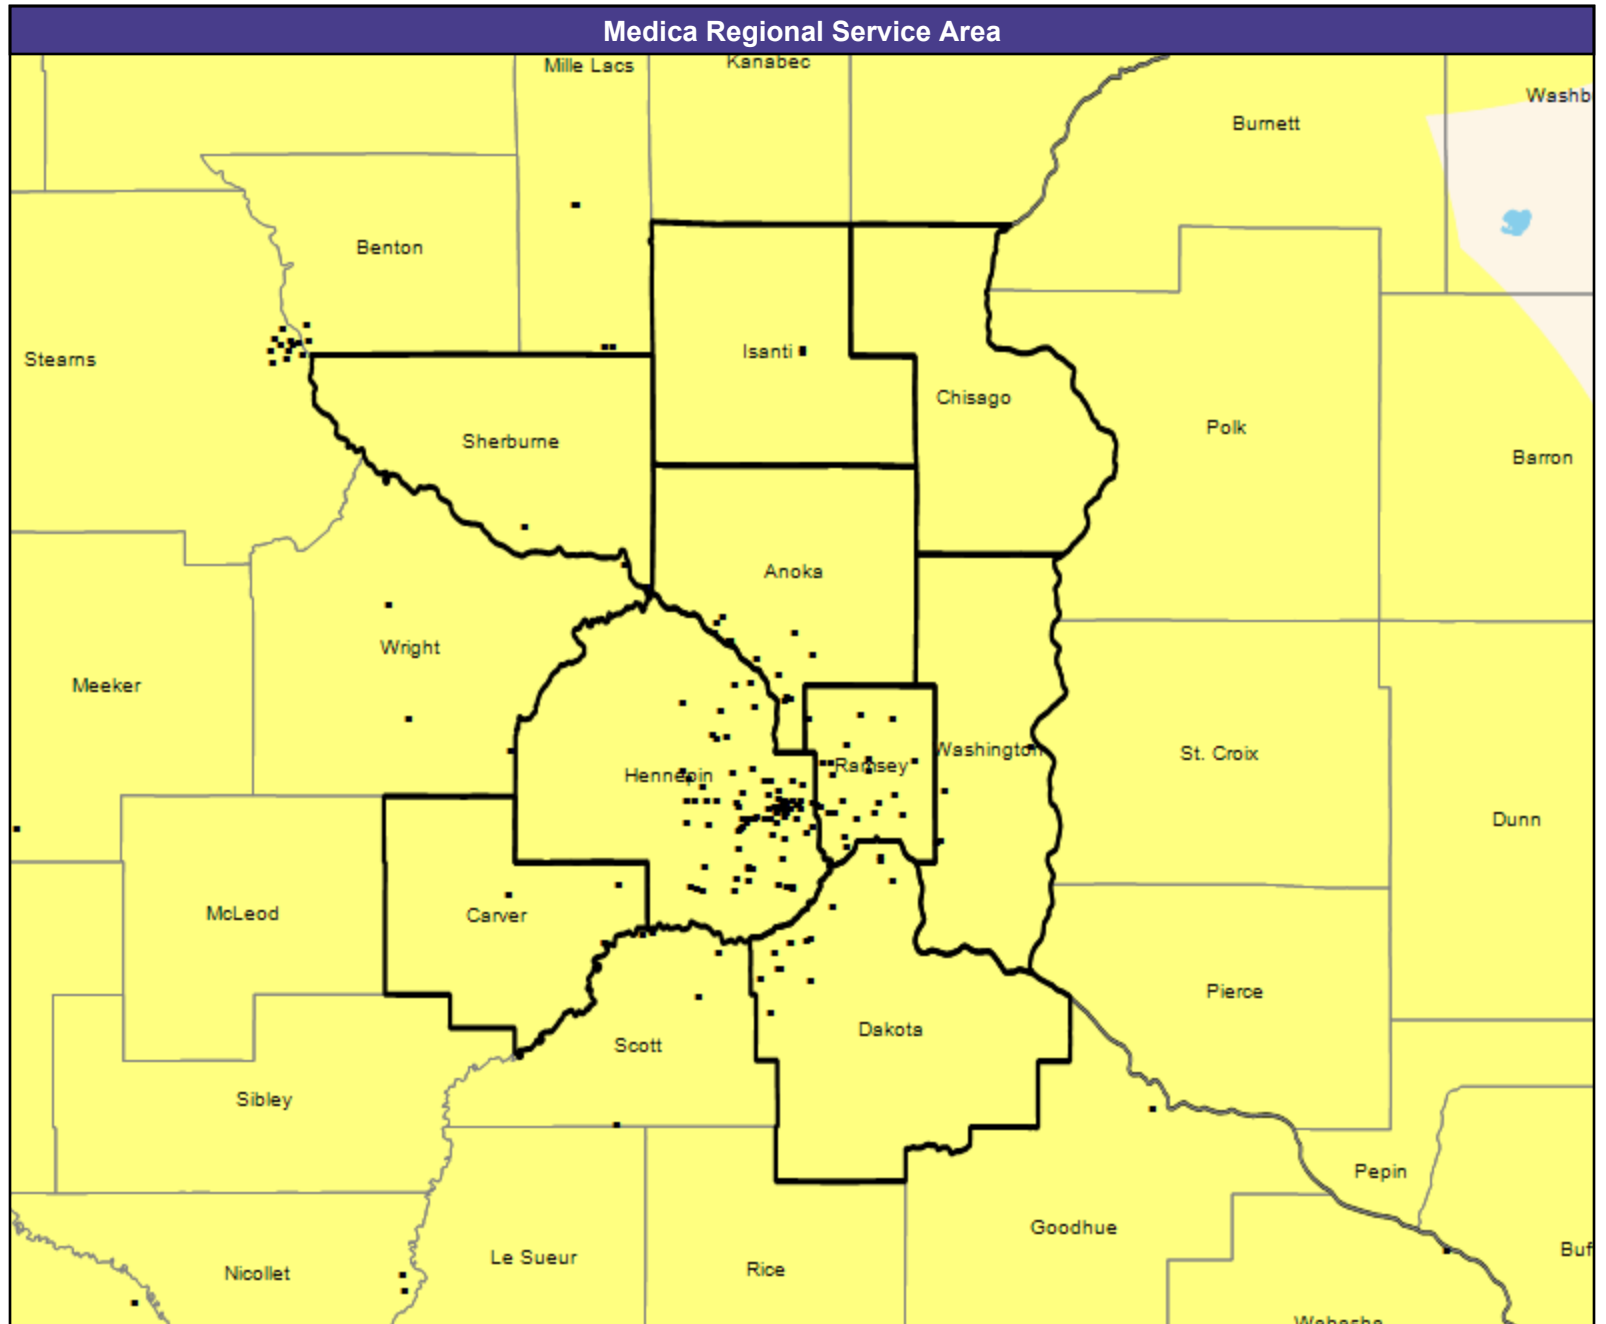 Medica Regional Service Area
Mille Lacs
Kanabec
Washb
Burnett
Benton
Stearns
Isanti
Chisago
Polk
Sherburne
Barron
Anoka
Wright
Meeker
Washington
St. Croix
Hennepin
Ramsey
Dunn
McLeod
Carver
Pierce
Dakota
Scott
Sibley
Pepin
Goodhue
Buf
Le Sueur
Rice
Nicollet